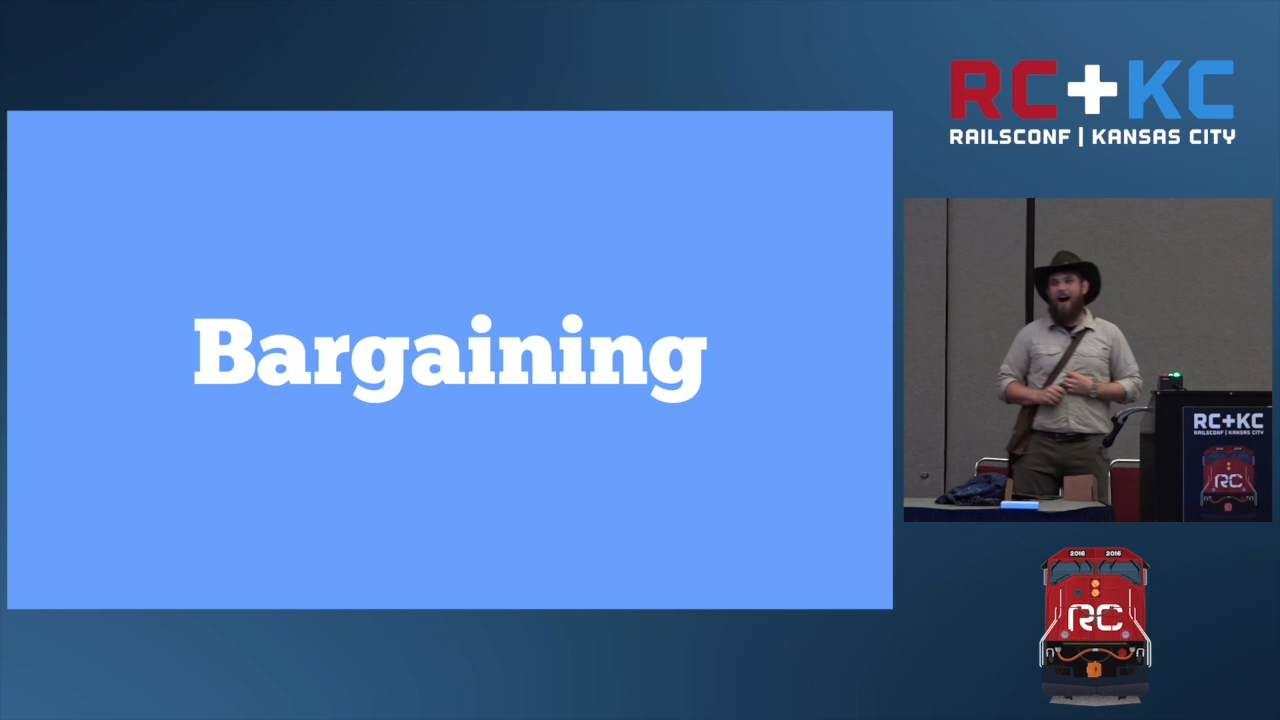 Bargaining
RC+KC
RAILSCONF | KANSAS CITY
RC+KC
RAILSCONF | KANSAS CITY
RC
2016 2016
RC